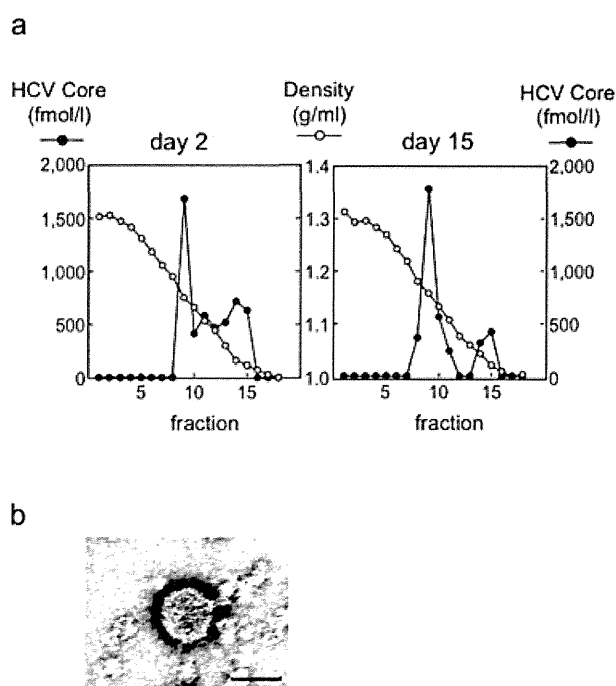 a
HCV Core Density HCV Core
(fmol/l) (g/ml) (fmol/l)
day 2 day 15
2,000 1.4 2,000
1,500 1.3 1,500
1,000 1.2 1,000
500 1.1 500
0 1.0 0
5 10 15 5 10 15
fraction fraction
b